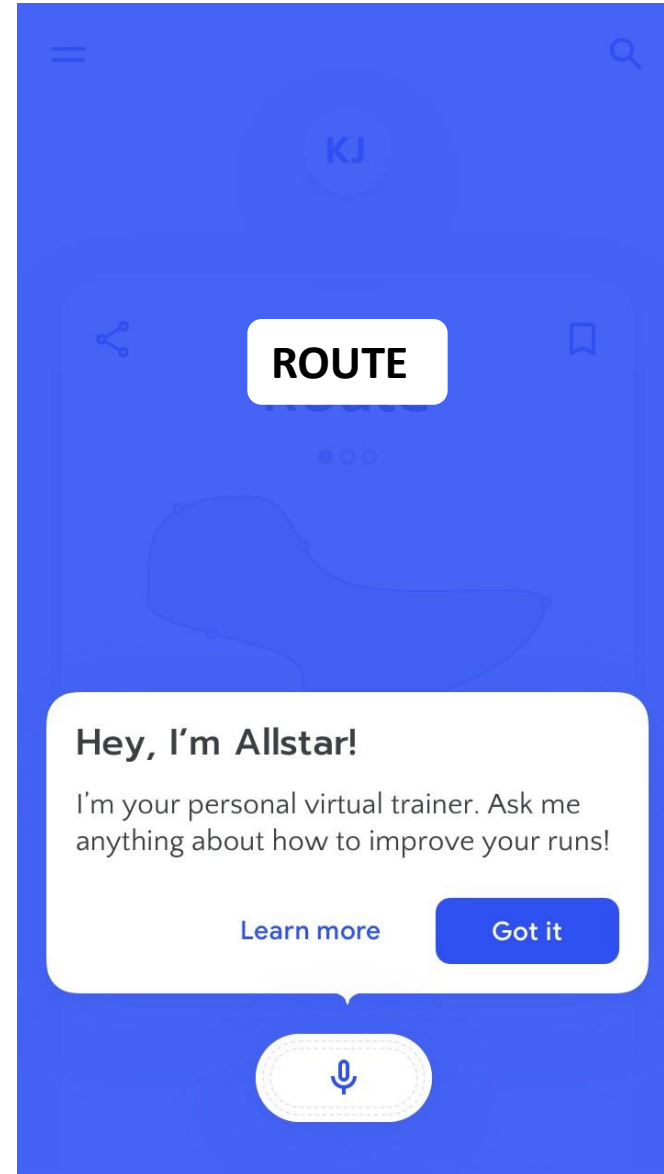 KJ
ROUTE
Route
Hey, I’m Allstar!
I’m your personal virtual trainer. Ask me
anything about how to improve your runs!
Learn more
Got it